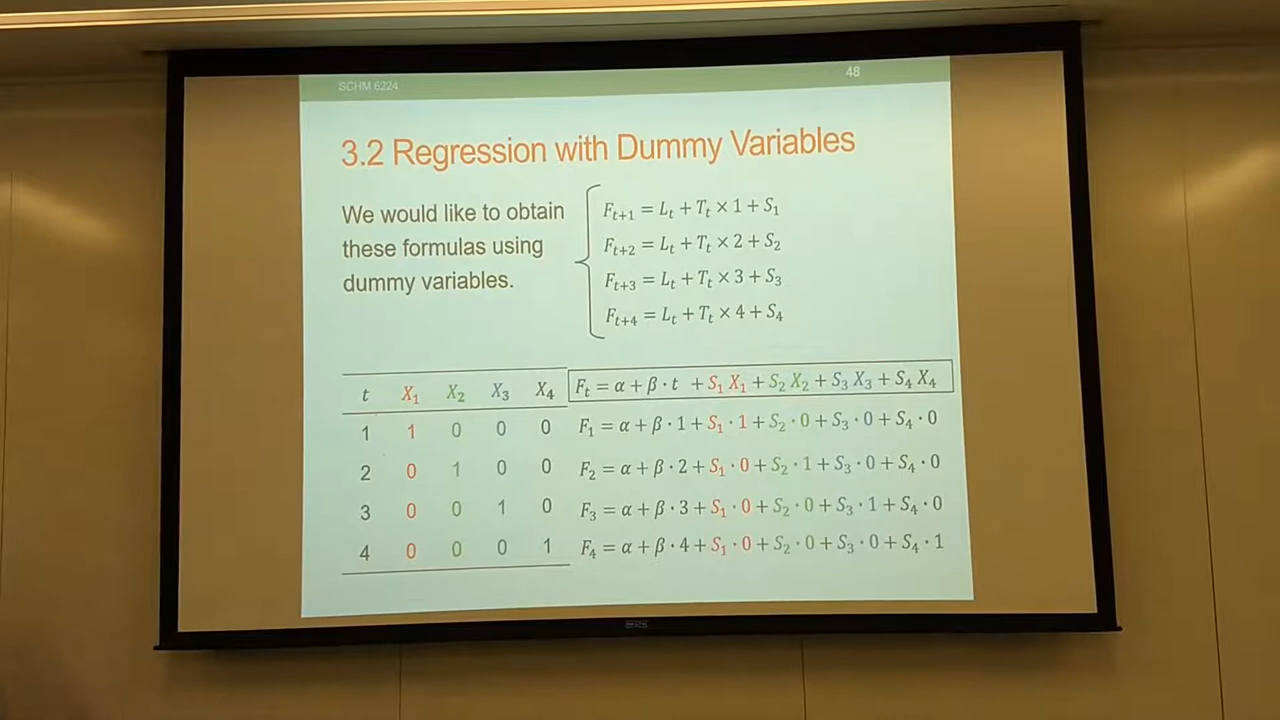 SCHM 6224
48
3.2 Regression with Dummy Variables
We would like to obtain
these formulas using
dummy variables.
Fₜ₊₁ = Lₜ + Tₜ × 1 + S₁
Fₜ₊₂ = Lₜ + Tₜ × 2 + S₂
Fₜ₊₃ = Lₜ + Tₜ × 3 + S₃
Fₜ₊₄ = Lₜ + Tₜ × 4 + S₄
t X₁ X₂ X₃ X₄ Fₜ = α + β · t + S₁ X₁ + S₂ X₂ + S₃ X₃ + S₄ X₄
1 1 0 0 0 F₁ = α + β · 1 + S₁ · 1 + S₂ · 0 + S₃ · 0 + S₄ · 0
2 0 1 0 0 F₂ = α + β · 2 + S₁ · 0 + S₂ · 1 + S₃ · 0 + S₄ · 0
3 0 0 1 0 F₃ = α + β · 3 + S₁ · 0 + S₂ · 0 + S₃ · 1 + S₄ · 0
4 0 0 0 1 F₄ = α + β · 4 + S₁ · 0 + S₂ · 0 + S₃ · 0 + S₄ · 1